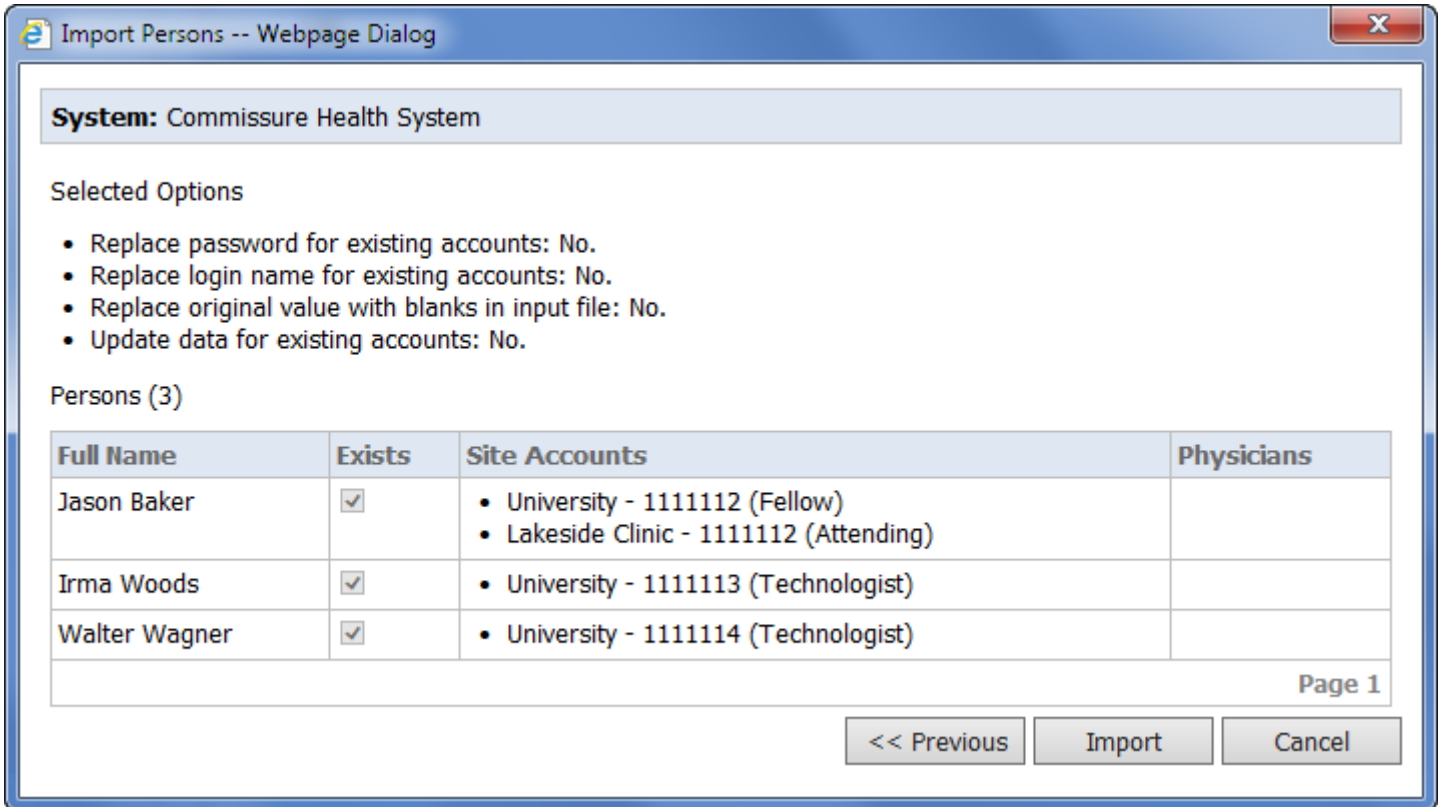 Import Persons -- Webpage Dialog
System: Commissure Health System
Selected Options
• Replace password for existing accounts: No.
• Replace login name for existing accounts: No.
• Replace original value with blanks in input file: No.
• Update data for existing accounts: No.
Persons (3)
Full Name Exists Site Accounts Physicians
Jason Baker • University - 1111112 (Fellow)
• Lakeside Clinic - 1111112 (Attending)
Irma Woods • University - 1111113 (Technologist)
Walter Wagner • University - 1111114 (Technologist)
Page 1
<< Previous Import Cancel